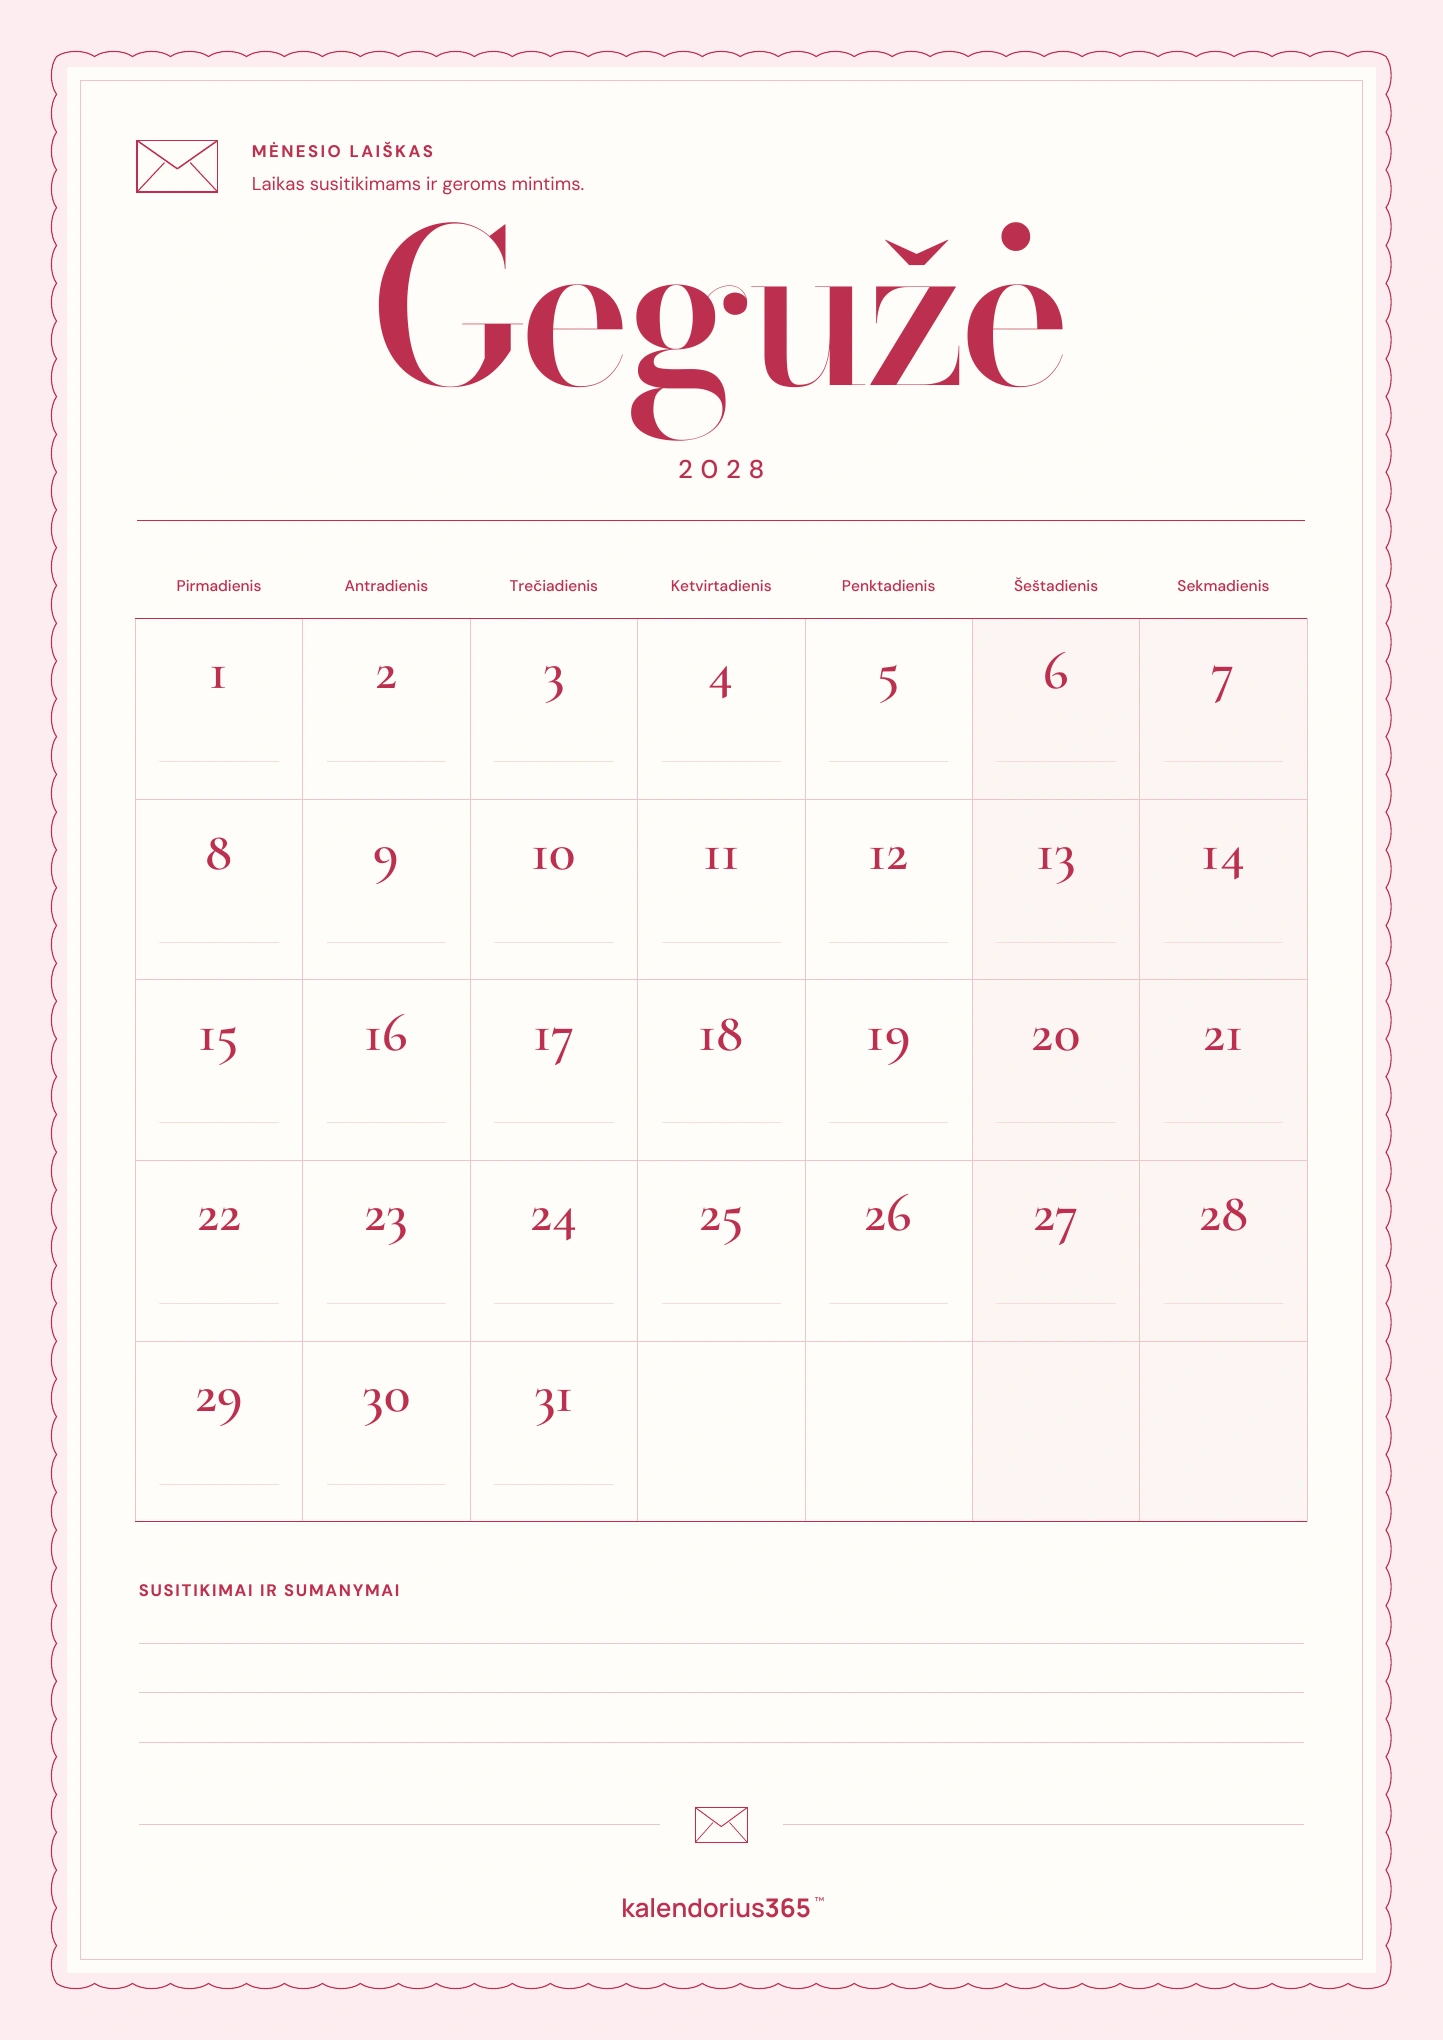 MĖNESIO LAIŠKAS
Laikas susitikimams ir geroms mintims.
Gegužė
2028
Pirmadienis Antradienis Trečiadienis Ketvirtadienis Penktadienis Šeštadienis Sekmadienis
1 2 3 4 5 6 7
8 9 10 11 12 13 14
15 16 17 18 19 20 21
22 23 24 25 26 27 28
29 30 31
SUSITIKIMAI IR SUMANYMAI
kalendorius365™